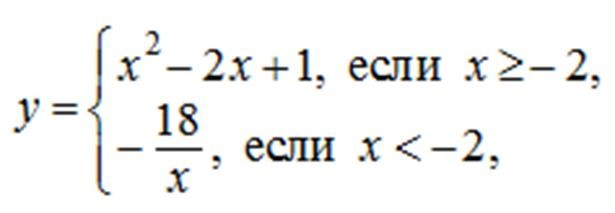 y = { x² − 2x + 1, если x ≥ − 2,
− 18/x, если x < −2,